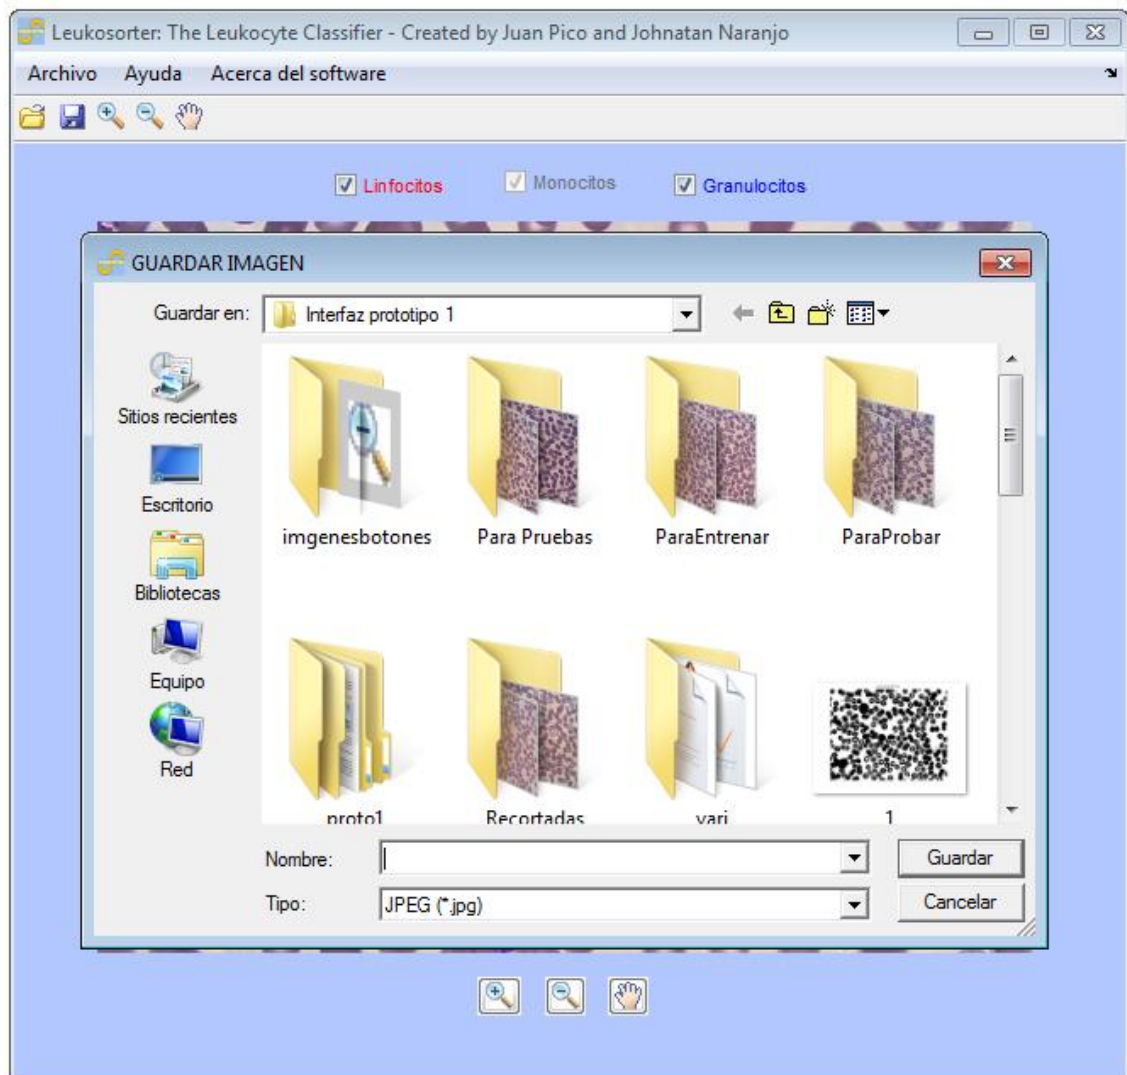 Leukosorter: The Leukocyte Classifier - Created by Juan Pico and Johnatan Naranjo
Archivo Ayuda Acerca del software
Linfocitos Monocitos Granulocitos
GUARDAR IMAGEN
Guardar en: Interfaz prototipo 1
Sitios recientes
Escritorio
Bibliotecas
Equipo
Red
imgenesbotones Para Pruebas ParaEntrenar ParaProbar
proto1 Recortadas vari 1
Nombre: Guardar
Tipo: JPEG (*.jpg) Cancelar